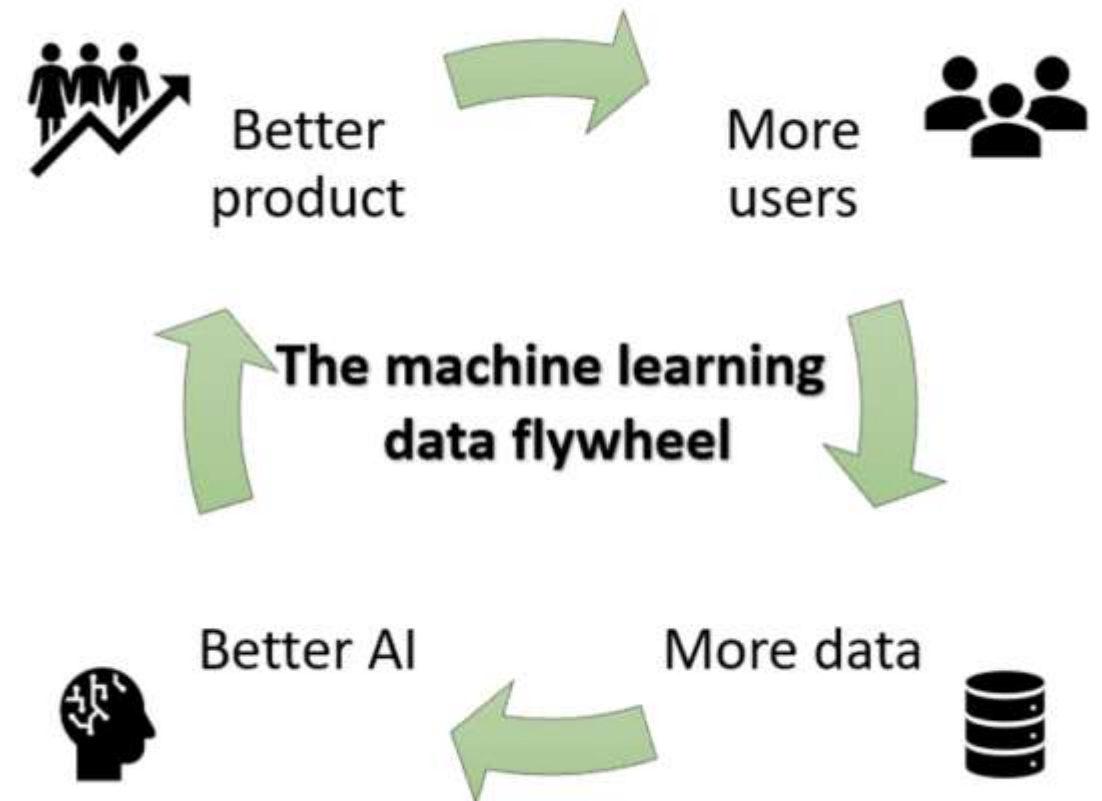 Better
product
More
users
The machine learning
data flywheel
Better AI
More data